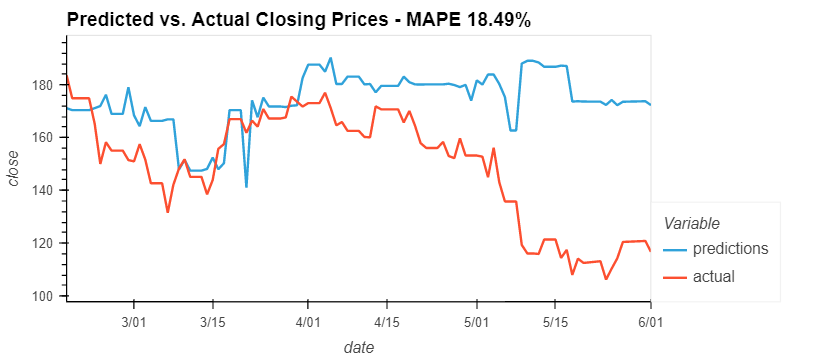 Predicted vs. Actual Closing Prices - MAPE 18.49%
close
180
160
140
120
100
3/01 3/15 4/01 4/15 5/01 5/15 6/01
date
Variable
predictions
actual